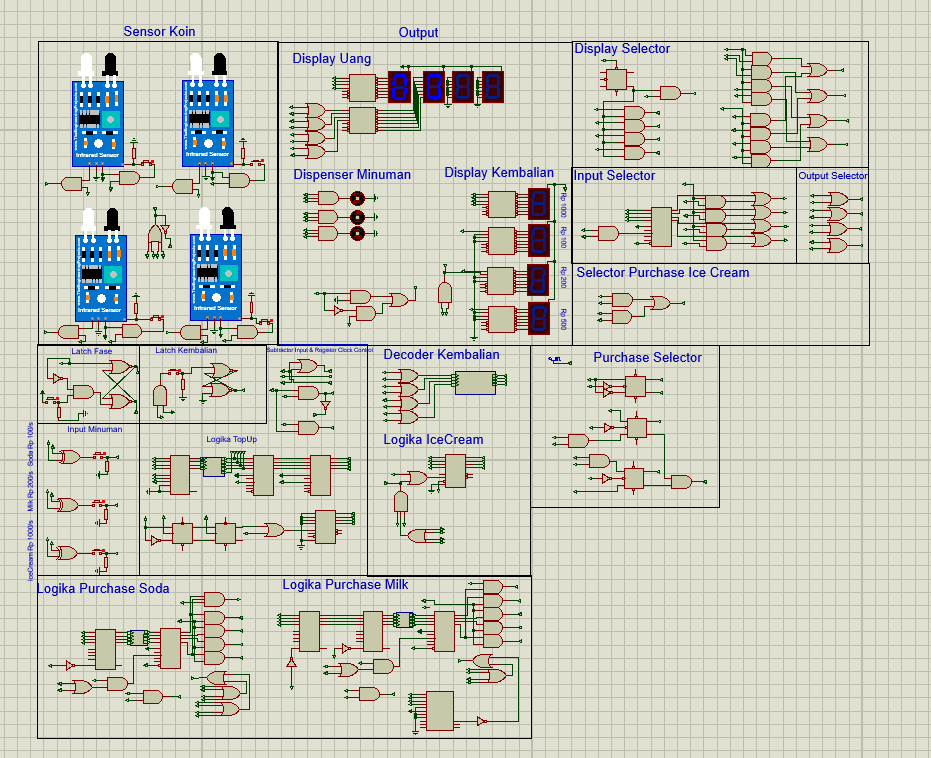 Sensor Koin
Output
Display Uang
Display Selector
Infrared Sensor
Infrared Sensor
Dispenser Minuman
Display Kembalian
Rp 1000
Rp 100
Rp 200
Rp 500
Input Selector
Output Selector
Infrared Sensor
Infrared Sensor
Selector Purchase Ice Cream
Latch Fase
Latch Kembalian
Subtractor Input & Register Clock Control
Decoder Kembalian
Purchase Selector
Input Minuman
Soda Rp 100/s
Milk Rp 200/s
IceCream Rp 1000/s
Logika TopUp
Logika IceCream
Logika Purchase Soda
Logika Purchase Milk